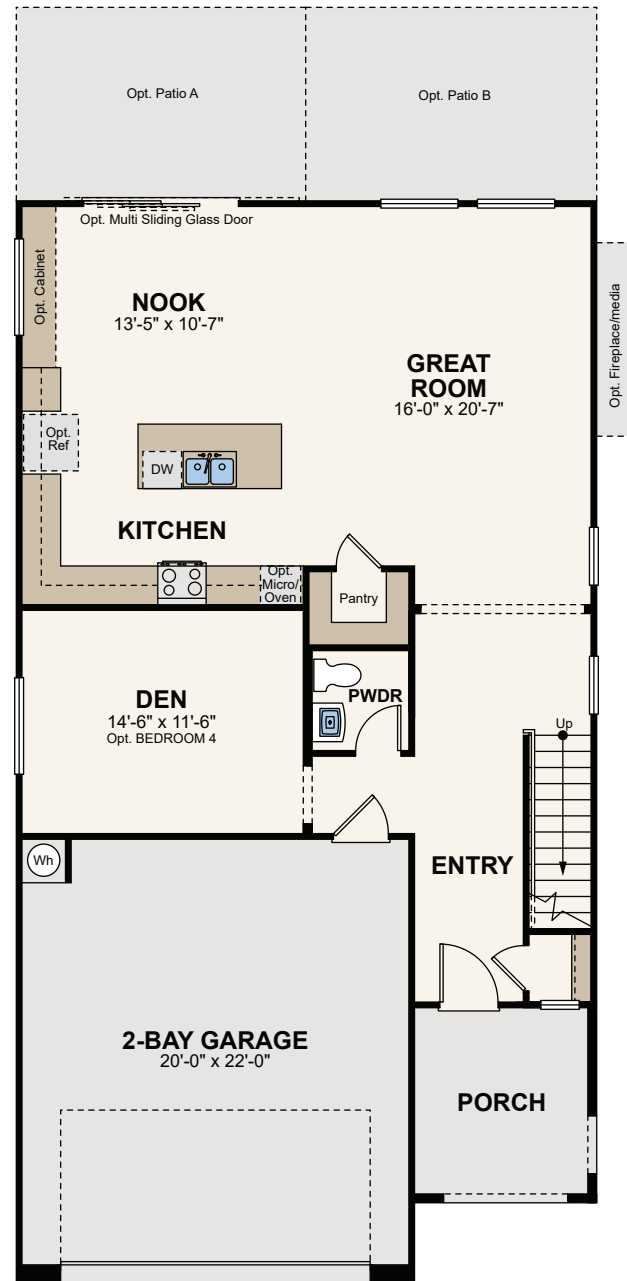 Opt. Patio A
Opt. Patio B
Opt. Multi Sliding Glass Door
Opt. Cabinet
NOOK
13'-5" x 10'-7"
Opt. Fireplace/media
GREAT
ROOM
16'-0" x 20'-7"
Opt.
Ref
DW
KITCHEN
Opt.
Micro/
Oven
Pantry
DEN
14'-6" x 11'-6"
Opt. BEDROOM 4
PWDR
Up
Wh
ENTRY
2-BAY GARAGE
20'-0" x 22'-0"
PORCH